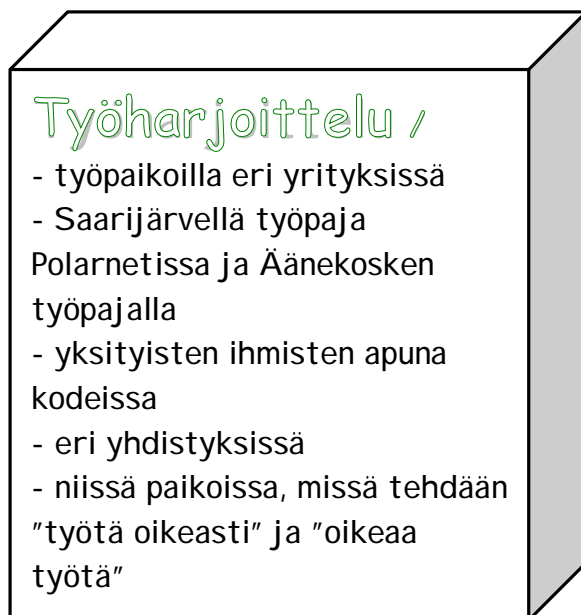 Työharjoittelu /
- työpaikoilla eri yrityksissä
- Saarijärvellä työpaja
Polarnetissa ja Äänekosken
työpajalla
- yksityisten ihmisten apuna
kodeissa
- eri yhdistyksissä
- niissä paikoissa, missä tehdään
"työtä oikeasti" ja "oikeaa
työtä"